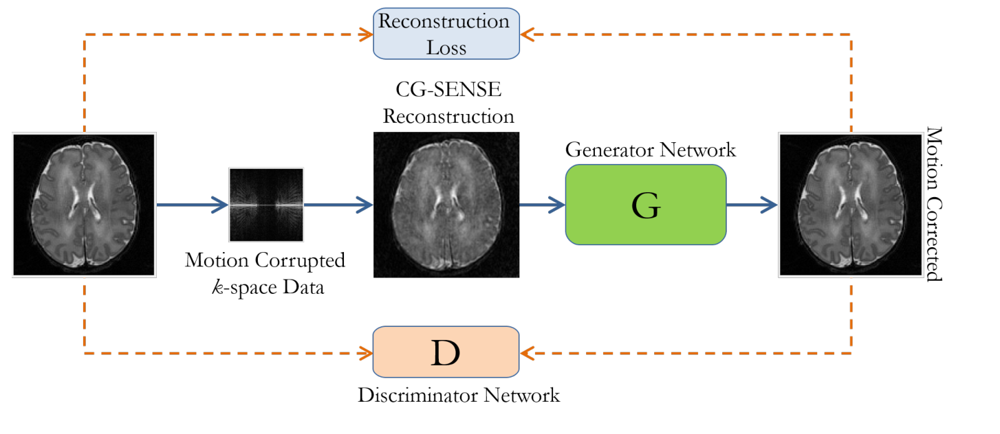 Reconstruction
Loss
CG-SENSE
Reconstruction
Generator Network
G
Motion Corrected
Motion Corrupted
k-space Data
D
Discriminator Network